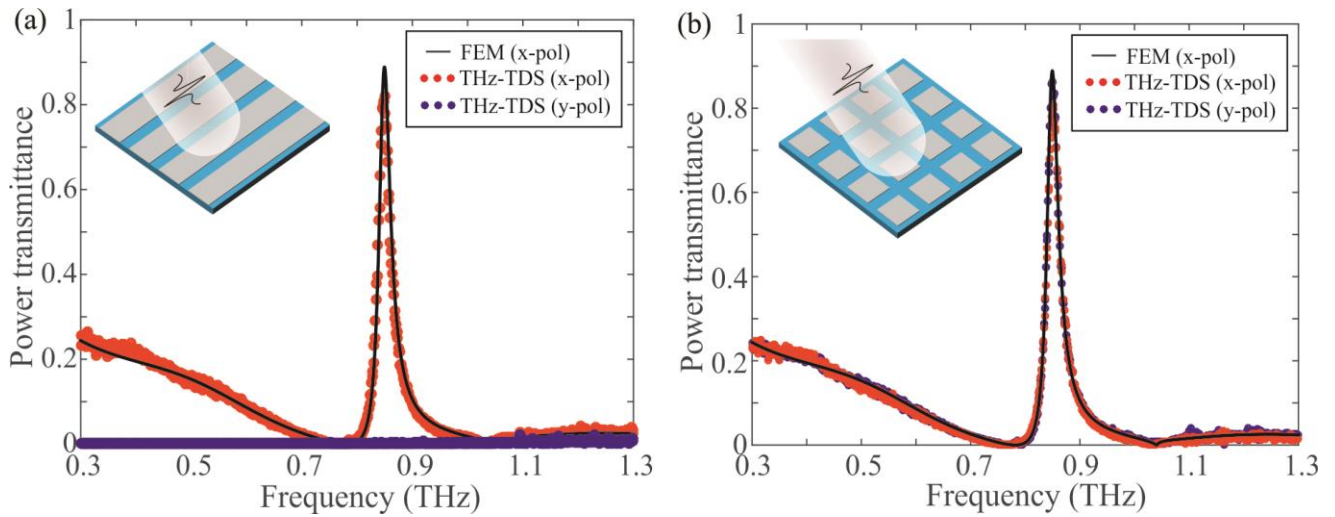 (a)
1
0.8
0.6
0.4
0.2
0
Power transmittance
FEM (x-pol)
THz-TDS (x-pol)
THz-TDS (y-pol)
0.3 0.5 0.7 0.9 1.1 1.3
Frequency (THz)
(b)
1
0.8
0.6
0.4
0.2
0
Power transmittance
FEM (x-pol)
THz-TDS (x-pol)
THz-TDS (y-pol)
0.3 0.5 0.7 0.9 1.1 1.3
Frequency (THz)